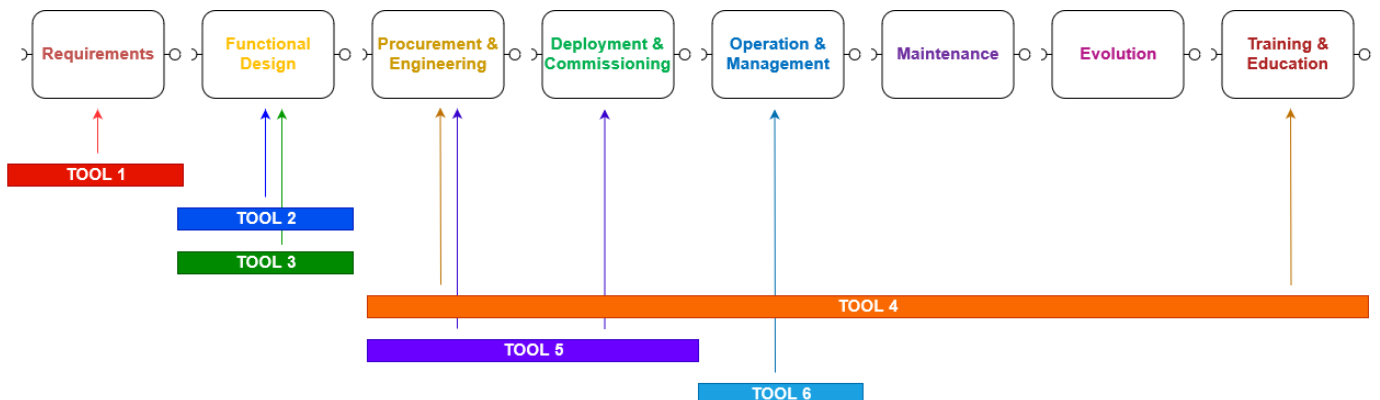 Requirements
Functional
Design
Procurement &
Engineering
Deployment &
Commissioning
Operation &
Management
Maintenance
Evolution
Training &
Education
TOOL 1
TOOL 2
TOOL 3
TOOL 4
TOOL 5
TOOL 6